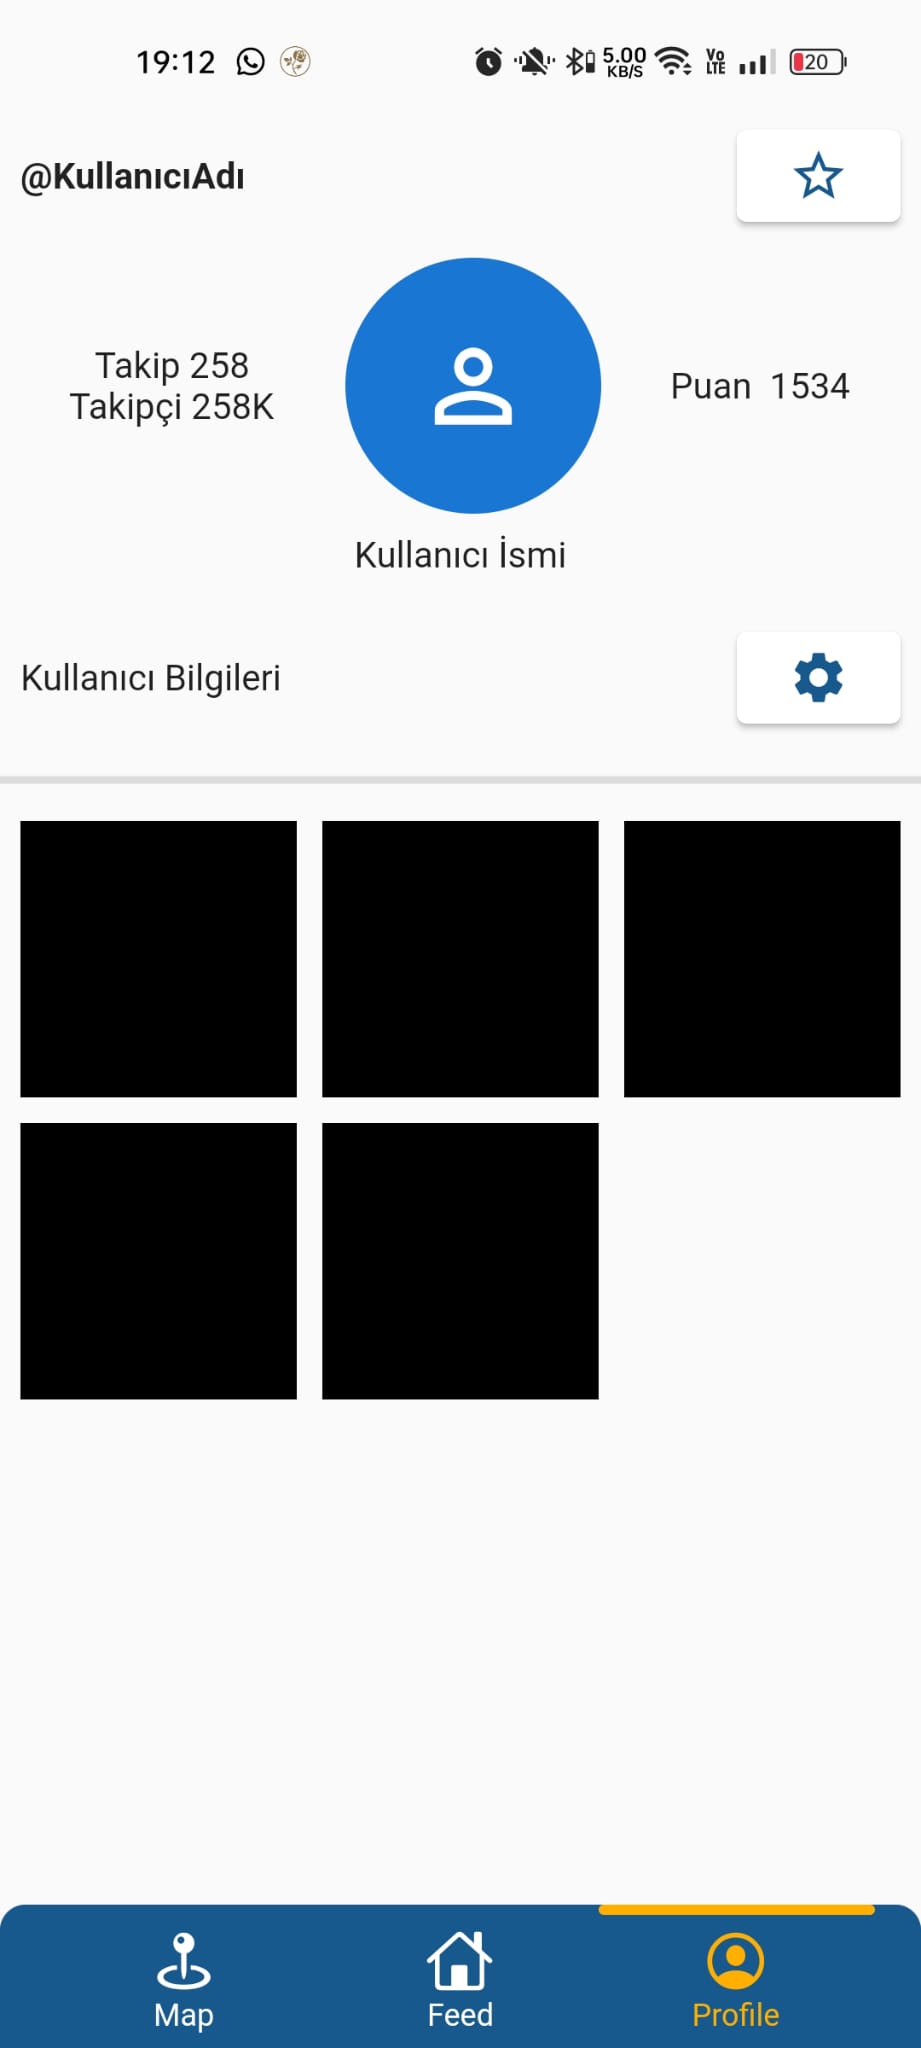 19:12 5.00 KB/S Vo LTE 20
@KullanıcıAdı
Takip 258
Takipçi 258K
Puan 1534
Kullanıcı İsmi
Kullanıcı Bilgileri
Map Feed Profile